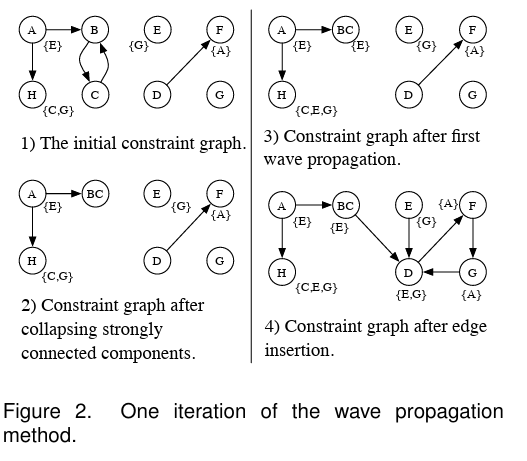 A B E F
{E} {G} {A}
H C D G
{C,G}
1) The initial constraint graph.
A BC E F
{E} {G} {A}
H D G
{C,G}
2) Constraint graph after
collapsing strongly
connected components.
A BC E F
{E} {E} {G} {A}
H D G
{C,E,G}
3) Constraint graph after first
wave propagation.
A BC E {A} F
{E} {E} {G}
H D G
{C,E,G} {E,G} {A}
4) Constraint graph after edge
insertion.
Figure 2. One iteration of the wave propagation
method.